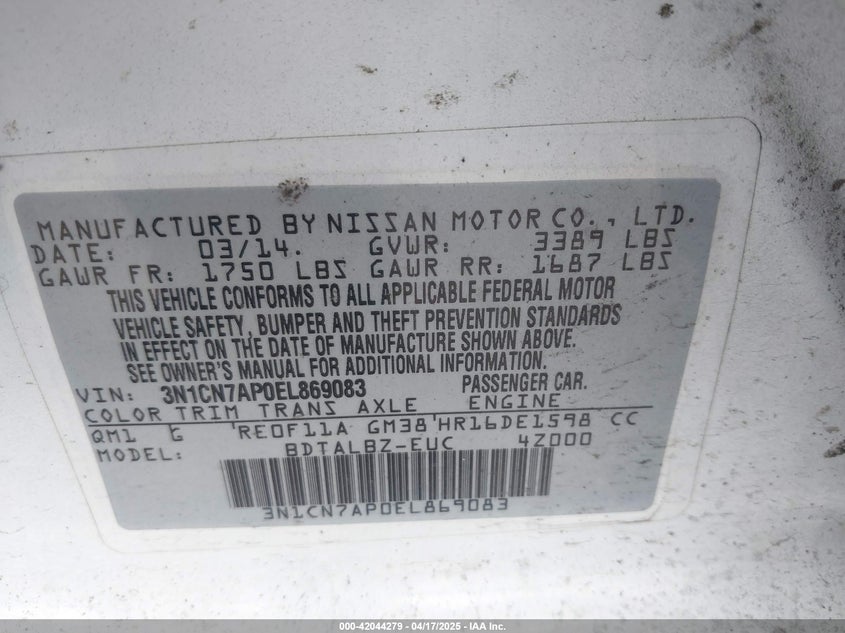 MANUFACTURED BY NISSAN MOTOR CO., LTD.
DATE: 03/14. GVWR: 3389 LBS
GAWR FR: 1750 LBS GAWR RR: 1687 LBS
THIS VEHICLE CONFORMS TO ALL APPLICABLE FEDERAL MOTOR
VEHICLE SAFETY, BUMPER AND THEFT PREVENTION STANDARDS
IN EFFECT ON THE DATE OF MANUFACTURE SHOWN ABOVE.
SEE OWNER'S MANUAL FOR ADDITIONAL INFORMATION.
VIN: 3N1CN7AP0EL869083 PASSENGER CAR.
COLOR TRIM TRANS AXLE ENGINE
QM1 G 'RE0F11A GM38'HR16DE1598 CC
MODEL: BDTALBZ-EUC 4Z000
3N1CN7AP0EL869083
000-42044279 - 04/17/2025 - IAA Inc.